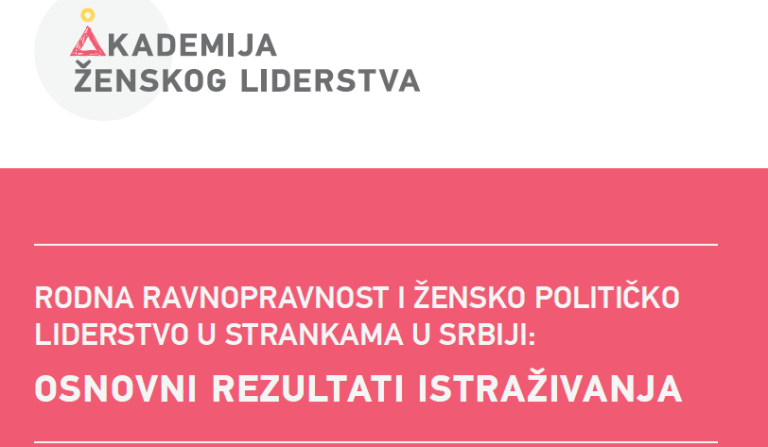 AKADEMIJA
ŽENSKOG LIDERSTVA
RODNA RAVNOPRAVNOST I ŽENSKO POLITIČKO
LIDERSTVO U STRANKAMA U SRBIJI:
OSNOVNI REZULTATI ISTRAŽIVANJA